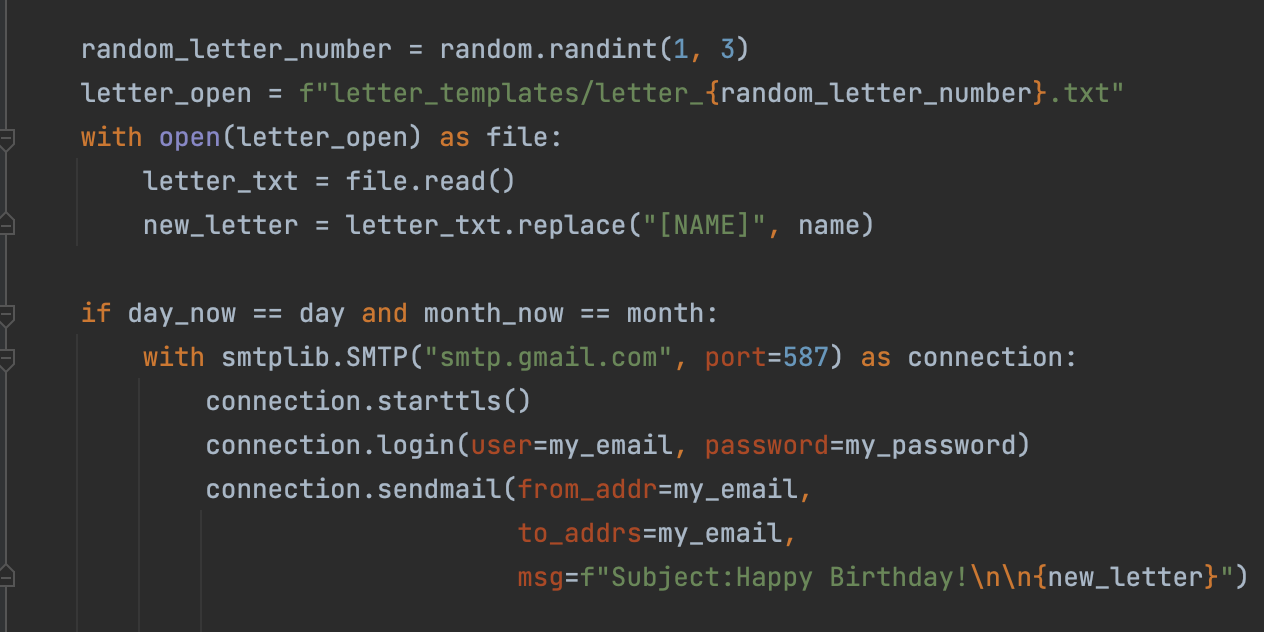 random_letter_number = random.randint(1, 3)
letter_open = f"letter_templates/letter_{random_letter_number}.txt"
with open(letter_open) as file:
    letter_txt = file.read()
    new_letter = letter_txt.replace("[NAME]", name)

if day_now == day and month_now == month:
    with smtplib.SMTP("smtp.gmail.com", port=587) as connection:
        connection.starttls()
        connection.login(user=my_email, password=my_password)
        connection.sendmail(from_addr=my_email,
                            to_addrs=my_email,
                            msg=f"Subject:Happy Birthday!\n\n{new_letter}")